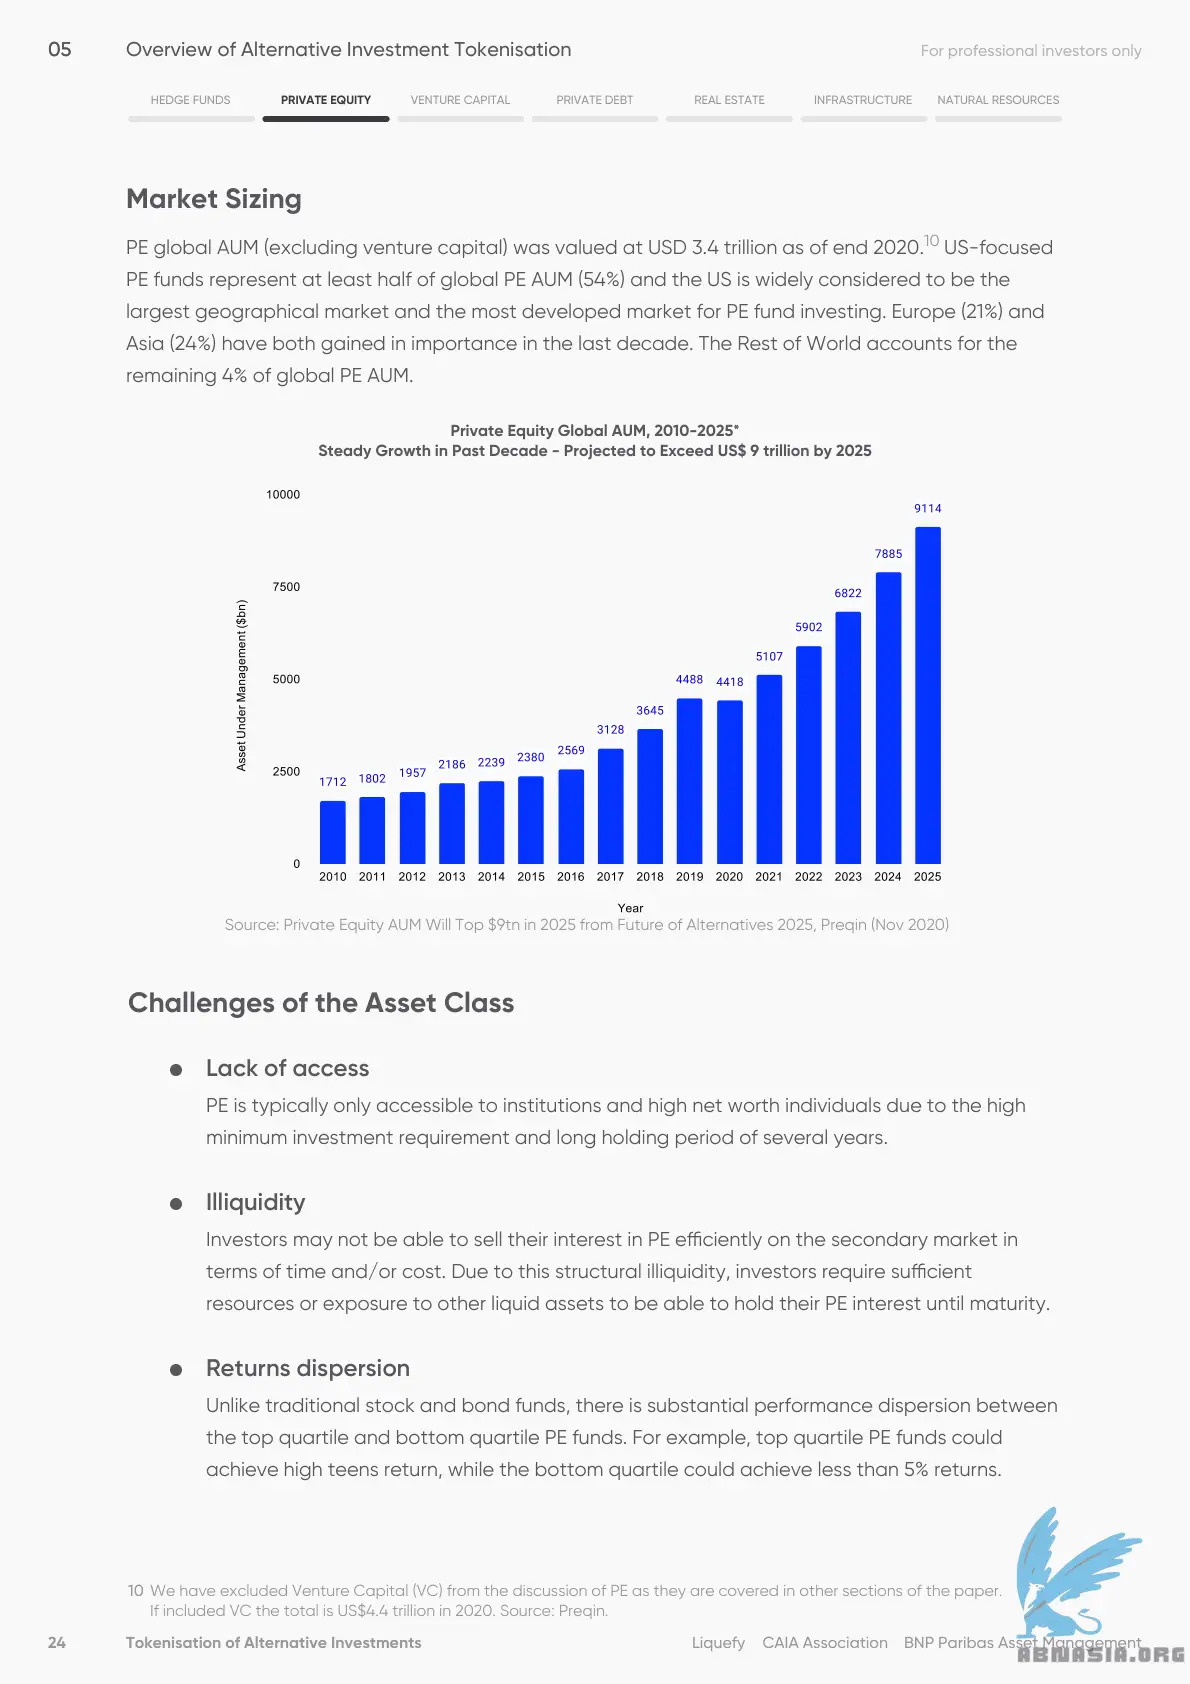 05 Overview of Alternative Investment Tokenisation For professional investors only
HEDGE FUNDS PRIVATE EQUITY VENTURE CAPITAL PRIVATE DEBT REAL ESTATE INFRASTRUCTURE NATURAL RESOURCES
Market Sizing
PE global AUM (excluding venture capital) was valued at USD 3.4 trillion as of end 2020.10 US-focused
PE funds represent at least half of global PE AUM (54%) and the US is widely considered to be the
largest geographical market and the most developed market for PE fund investing. Europe (21%) and
Asia (24%) have both gained in importance in the last decade. The Rest of World accounts for the
remaining 4% of global PE AUM.
Private Equity Global AUM, 2010-2025*
Steady Growth in Past Decade - Projected to Exceed US$ 9 trillion by 2025
Asset Under Management ($bn)
10000
7500
5000
2500
0
1712 1802 1957 2186 2239 2380 2569 3128 3645 4488 4418 5107 5902 6822 7885 9114
2010 2011 2012 2013 2014 2015 2016 2017 2018 2019 2020 2021 2022 2023 2024 2025
Year
Source: Private Equity AUM Will Top $9tn in 2025 from Future of Alternatives 2025, Preqin (Nov 2020)
Challenges of the Asset Class
● Lack of access
PE is typically only accessible to institutions and high net worth individuals due to the high
minimum investment requirement and long holding period of several years.
● Illiquidity
Investors may not be able to sell their interest in PE efficiently on the secondary market in
terms of time and/or cost. Due to this structural illiquidity, investors require sufficient
resources or exposure to other liquid assets to be able to hold their PE interest until maturity.
● Returns dispersion
Unlike traditional stock and bond funds, there is substantial performance dispersion between
the top quartile and bottom quartile PE funds. For example, top quartile PE funds could
achieve high teens return, while the bottom quartile could achieve less than 5% returns.
10 We have excluded Venture Capital (VC) from the discussion of PE as they are covered in other sections of the paper.
If included VC the total is US$4.4 trillion in 2020. Source: Preqin.
24 Tokenisation of Alternative Investments Liquefy CAIA Association BNP Paribas Asset Management
ABNASIA.ORG